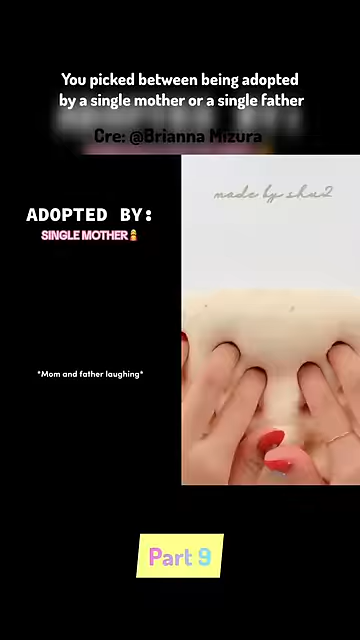 You picked between being adopted
by a single mother or a single father
Cre: @Brianna Mizura
made by shu2
ADOPTED BY:
SINGLE MOTHER
*Mom and father laughing*
Part 9